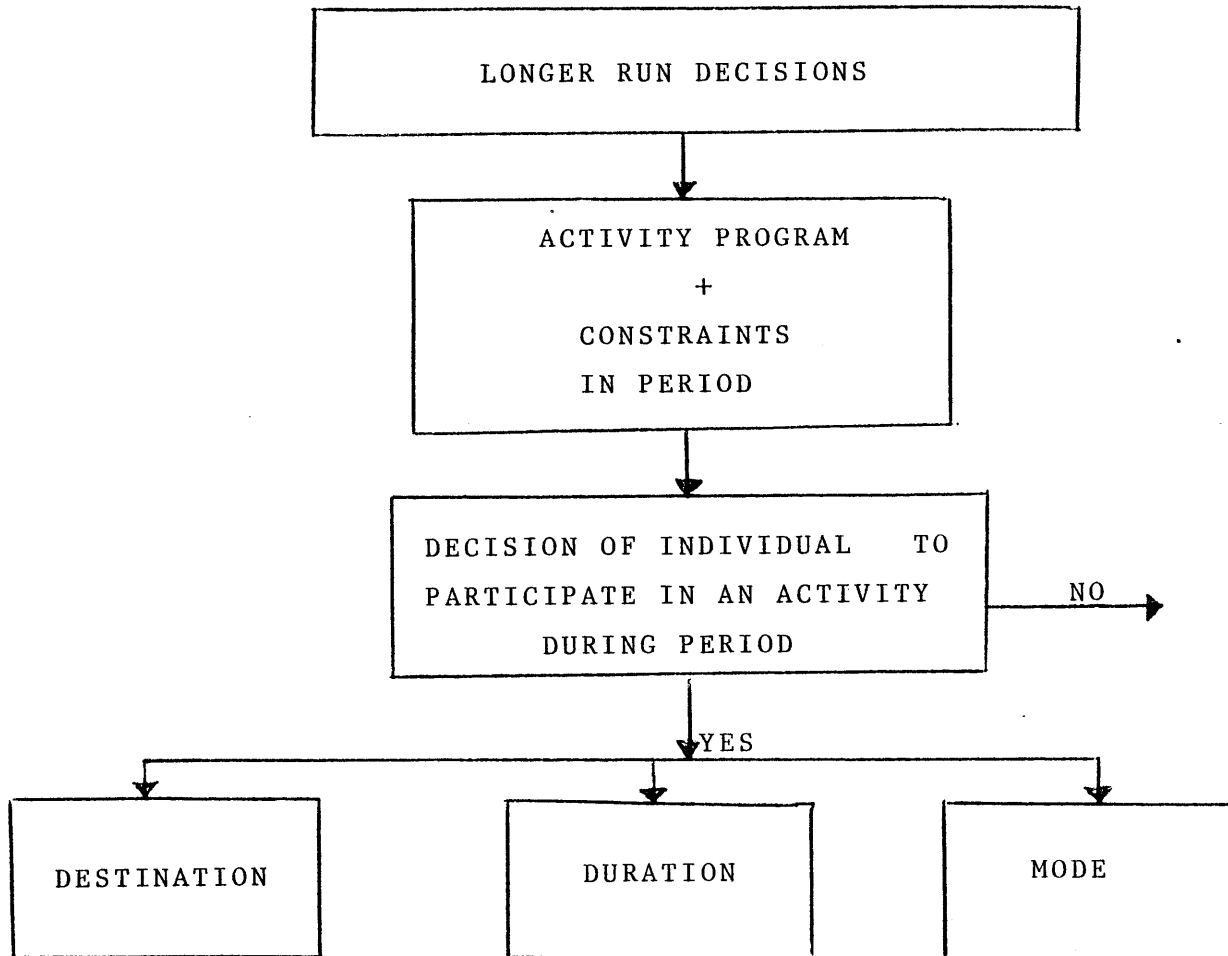 LONGER RUN DECISIONS
ACTIVITY PROGRAM
+
CONSTRAINTS
IN PERIOD
DECISION OF INDIVIDUAL TO
PARTICIPATE IN AN ACTIVITY
DURING PERIOD
NO
YES
DESTINATION
DURATION
MODE